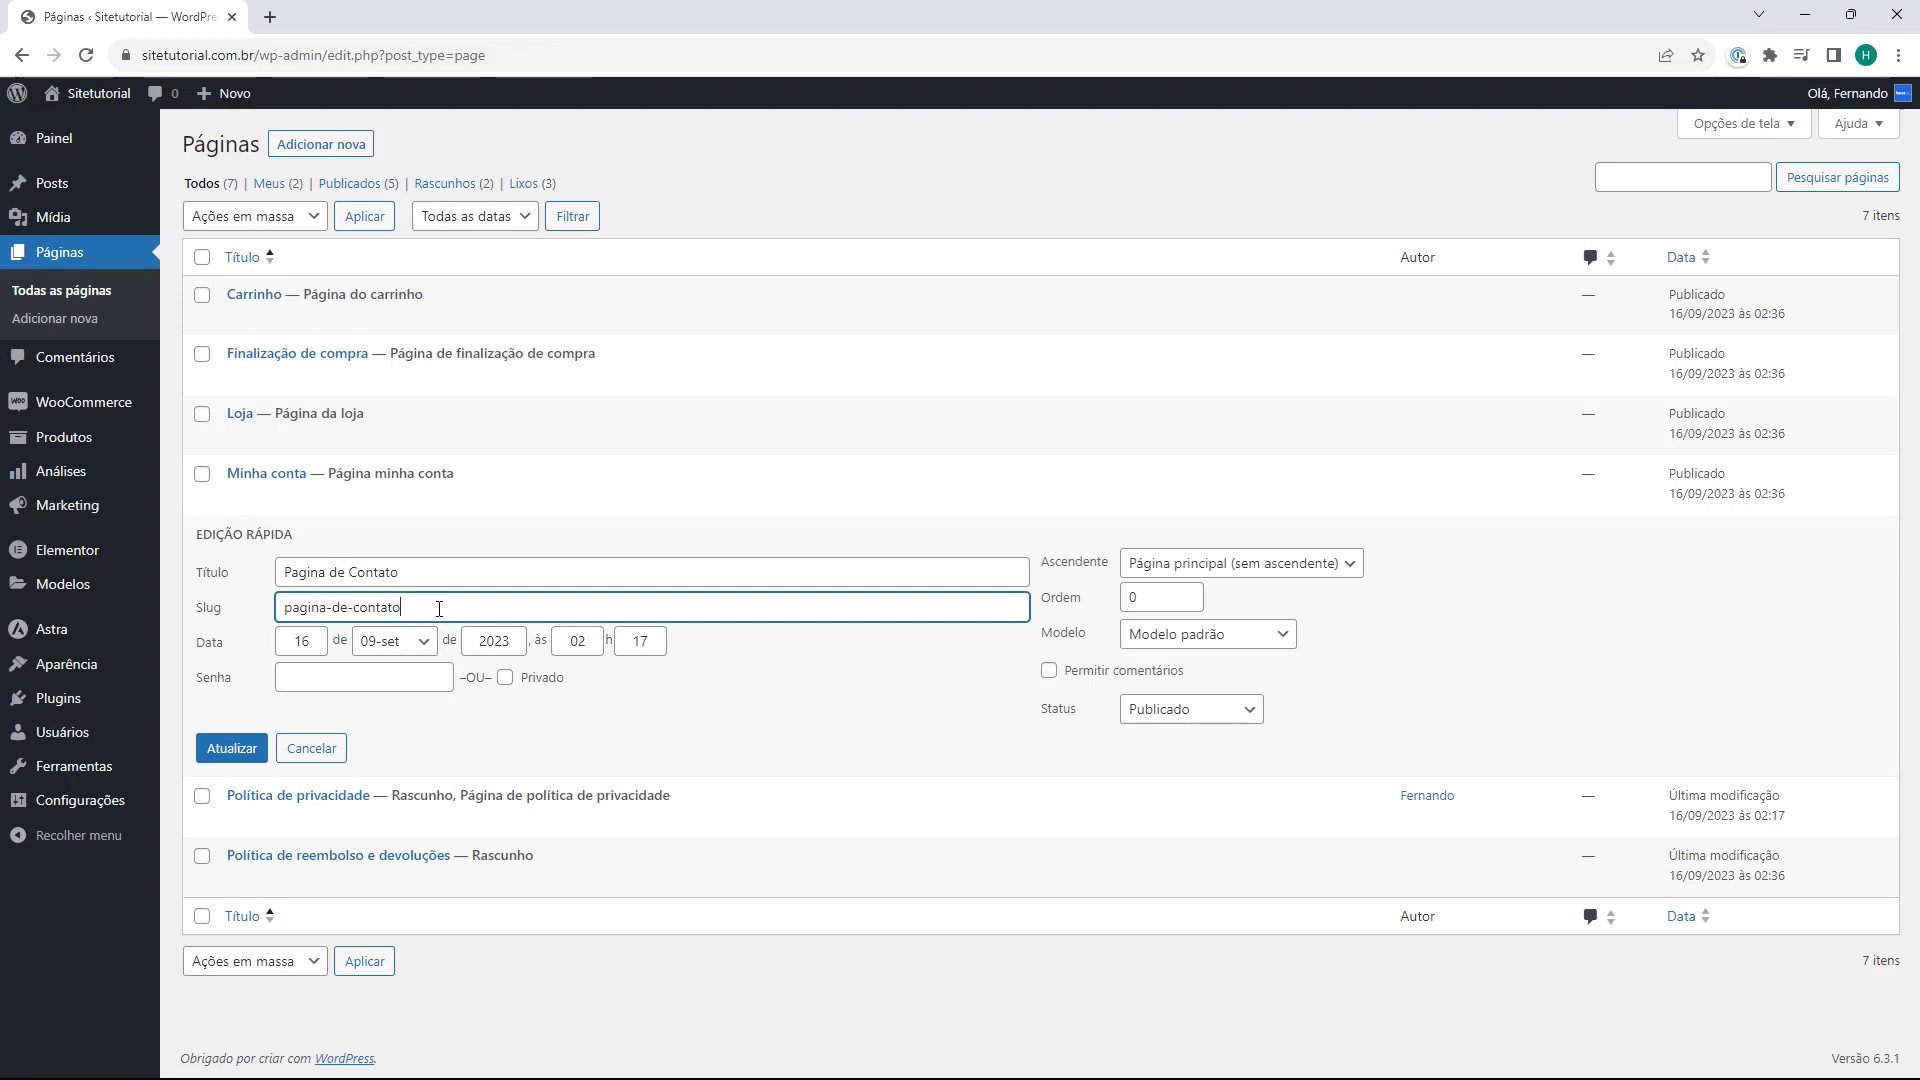 Páginas ‹ Sitetutorial — WordPre
sitetutorial.com.br/wp-admin/edit.php?post_type=page
H
Sitetutorial 0 Novo
Olá, Fernando
Painel
Posts
Mídia
Páginas
Todas as páginas
Adicionar nova
Comentários
WooCommerce
Produtos
Análises
Marketing
Elementor
Modelos
Astra
Aparência
Plugins
Usuários
Ferramentas
Configurações
Recolher menu
Opções de tela
Ajuda
Páginas Adicionar nova
Todos (7) | Meus (2) | Publicados (5) | Rascunhos (2) | Lixos (3)
Pesquisar páginas
Ações em massa Aplicar Todas as datas Filtrar
7 itens
Título Autor Data
Carrinho — Página do carrinho — Publicado
16/09/2023 às 02:36
Finalização de compra — Página de finalização de compra — Publicado
16/09/2023 às 02:36
Loja — Página da loja — Publicado
16/09/2023 às 02:36
Minha conta — Página minha conta — Publicado
16/09/2023 às 02:36
EDIÇÃO RÁPIDA
Título Pagina de Contato
Slug pagina-de-contato
Data 16 de 09-set de 2023 , às 02 h 17
Senha –OU– Privado
Ascendente Página principal (sem ascendente)
Ordem 0
Modelo Modelo padrão
Permitir comentários
Status Publicado
Atualizar Cancelar
Política de privacidade — Rascunho, Página de política de privacidade Fernando — Última modificação
16/09/2023 às 02:17
Política de reembolso e devoluções — Rascunho — Última modificação
16/09/2023 às 02:36
Título Autor Data
Ações em massa Aplicar
7 itens
Obrigado por criar com WordPress.
Versão 6.3.1